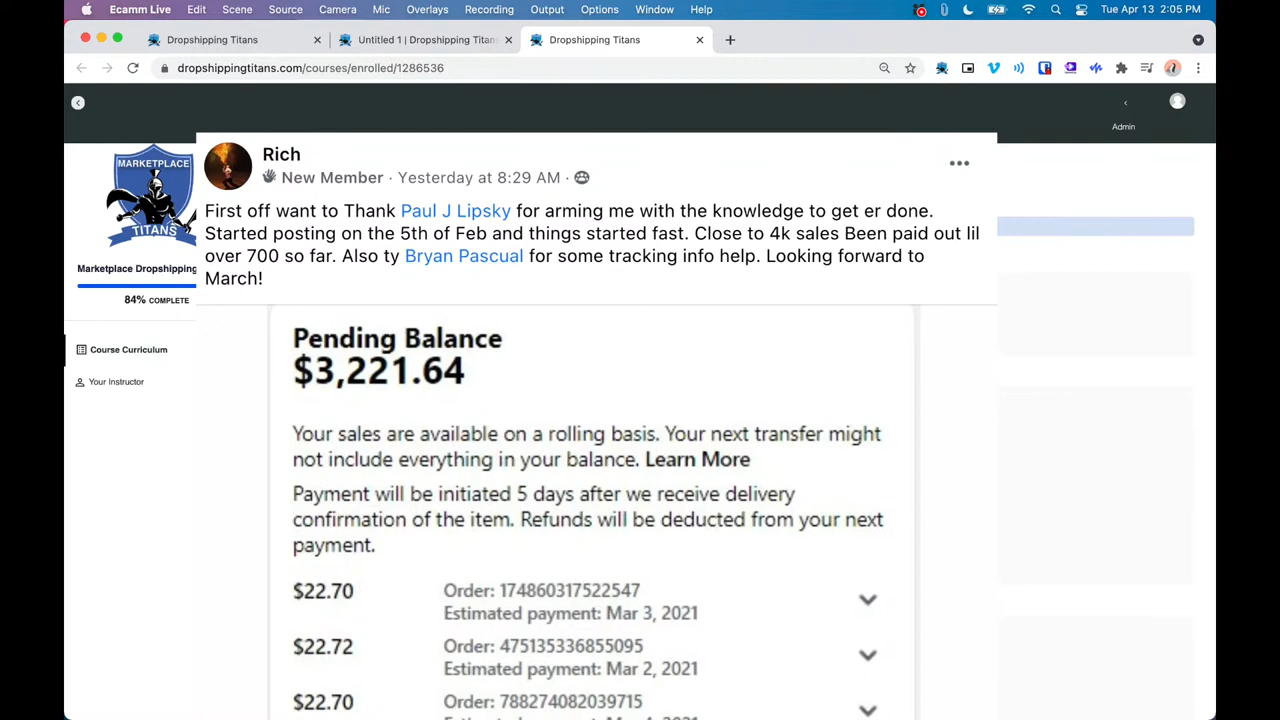 Ecamm Live Edit Scene Source Camera Mic Overlays Recording Output Options Window Help Tue Apr 13 2:05 PM
Dropshipping Titans Untitled 1 | Dropshipping Titans Dropshipping Titans
dropshippingtitans.com/courses/enrolled/1286536
Admin
MARKETPLACE
TITANS
Marketplace Dropshipping
84% COMPLETE
Course Curriculum
Your Instructor
Rich
New Member · Yesterday at 8:29 AM ·
First off want to Thank Paul J Lipsky for arming me with the knowledge to get er done.
Started posting on the 5th of Feb and things started fast. Close to 4k sales Been paid out lil
over 700 so far. Also ty Bryan Pascual for some tracking info help. Looking forward to
March!
Pending Balance
$3,221.64
Your sales are available on a rolling basis. Your next transfer might
not include everything in your balance. Learn More
Payment will be initiated 5 days after we receive delivery
confirmation of the item. Refunds will be deducted from your next
payment.
$22.70 Order: 174860317522547
Estimated payment: Mar 3, 2021
$22.72 Order: 475135336855095
Estimated payment: Mar 2, 2021
$22.70 Order: 788274082039715